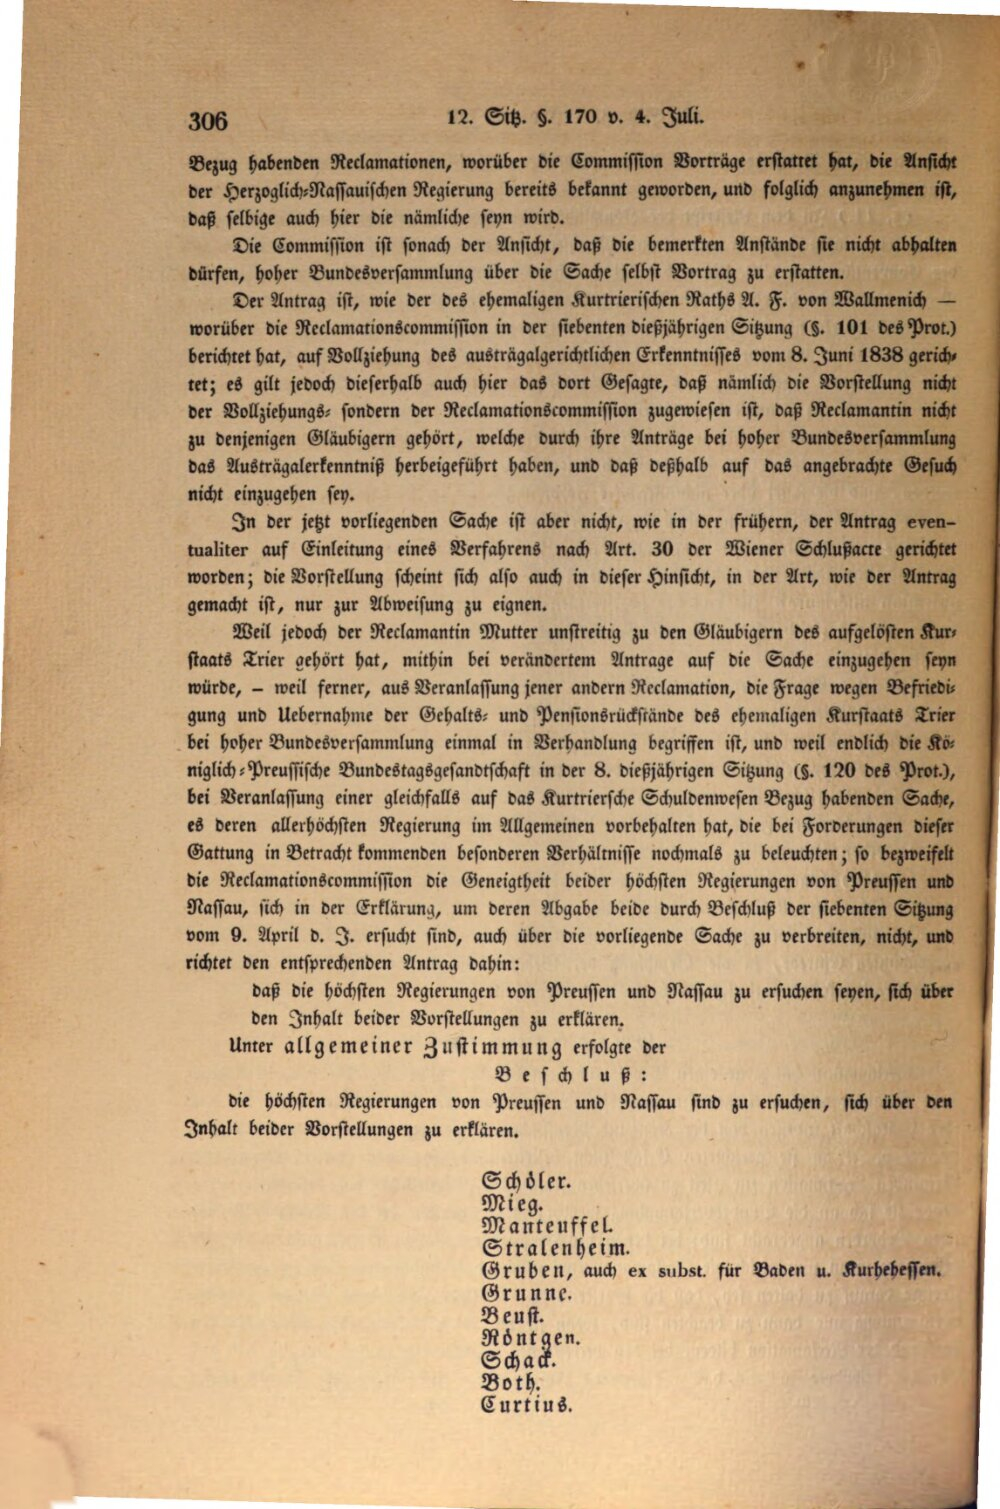 306
12. Sitz. §. 170 v. 4. Juli.
Bezug habenden Reclamationen, worüber die Commission Vorträge erstattet hat, die Ansicht
der Herzoglich-Nassauischen Regierung bereits bekannt geworden, und folglich anzunehmen ist,
daß selbige auch hier die nämliche seyn wird.
Die Commission ist sonach der Ansicht, daß die bemerkten Anstände sie nicht abhalten
dürfen, hoher Bundesversammlung über die Sache selbst Vortrag zu erstatten.
Der Antrag ist, wie der des ehemaligen Kurtrierischen Raths A. F. von Wallmenich —
worüber die Reclamationscommission in der siebenten dießjährigen Sitzung (§. 101 des Prot.)
berichtet hat, auf Vollziehung des austrägalgerichtlichen Erkenntnisses vom 8. Juni 1838 gerich-
tet; es gilt jedoch dieserhalb auch hier das dort Gesagte, daß nämlich die Vorstellung nicht
der Vollziehungs- sondern der Reclamationscommission zugewiesen ist, daß Reclamantin nicht
zu denjenigen Gläubigern gehört, welche durch ihre Anträge bei hoher Bundesversammlung
das Austrägalerkenntniß herbeigeführt haben, und daß deßhalb auf das angebrachte Gesuch
nicht einzugehen sey.
In der jetzt vorliegenden Sache ist aber nicht, wie in der frühern, der Antrag even-
tualiter auf Einleitung eines Verfahrens nach Art. 30 der Wiener Schlußacte gerichtet
worden; die Vorstellung scheint sich also auch in dieser Hinsicht, in der Art, wie der Antrag
gemacht ist, nur zur Abweisung zu eignen.
Weil jedoch der Reclamantin Mutter unstreitig zu den Gläubigern des aufgelösten Kur-
staats Trier gehört hat, mithin bei verändertem Antrage auf die Sache einzugehen seyn
würde, – weil ferner, aus Veranlassung jener andern Reclamation, die Frage wegen Befriedi-
gung und Uebernahme der Gehalts- und Pensionsrückstände des ehemaligen Kurstaats Trier
bei hoher Bundesversammlung einmal in Verhandlung begriffen ist, und weil endlich die Kö-
niglich-Preussische Bundestagsgesandtschaft in der 8. dießjährigen Sitzung (§. 120 des Prot.),
bei Veranlassung einer gleichfalls auf das Kurtriersche Schuldenwesen Bezug habenden Sache,
es deren allerhöchsten Regierung im Allgemeinen vorbehalten hat, die bei Forderungen dieser
Gattung in Betracht kommenden besonderen Verhältnisse nochmals zu beleuchten; so bezweifelt
die Reclamationscommission die Geneigtheit beider höchsten Regierungen von Preussen und
Nassau, sich in der Erklärung, um deren Abgabe beide durch Beschluß der siebenten Sitzung
vom 9. April d. J. ersucht sind, auch über die vorliegende Sache zu verbreiten, nicht, und
richtet den entsprechenden Antrag dahin:
daß die höchsten Regierungen von Preussen und Nassau zu ersuchen seyen, sich über
den Inhalt beider Vorstellungen zu erklären.
Unter allgemeiner Zustimmung erfolgte der
Beschluß:
die höchsten Regierungen von Preussen und Nassau sind zu ersuchen, sich über den
Inhalt beider Vorstellungen zu erklären.
Schöler.
Mieg.
Manteuffel.
Stralenheim.
Gruben, auch ex subst. für Baden u. Kurhehessen.
Grunne.
Beust.
Röntgen.
Schack.
Both.
Curtius.